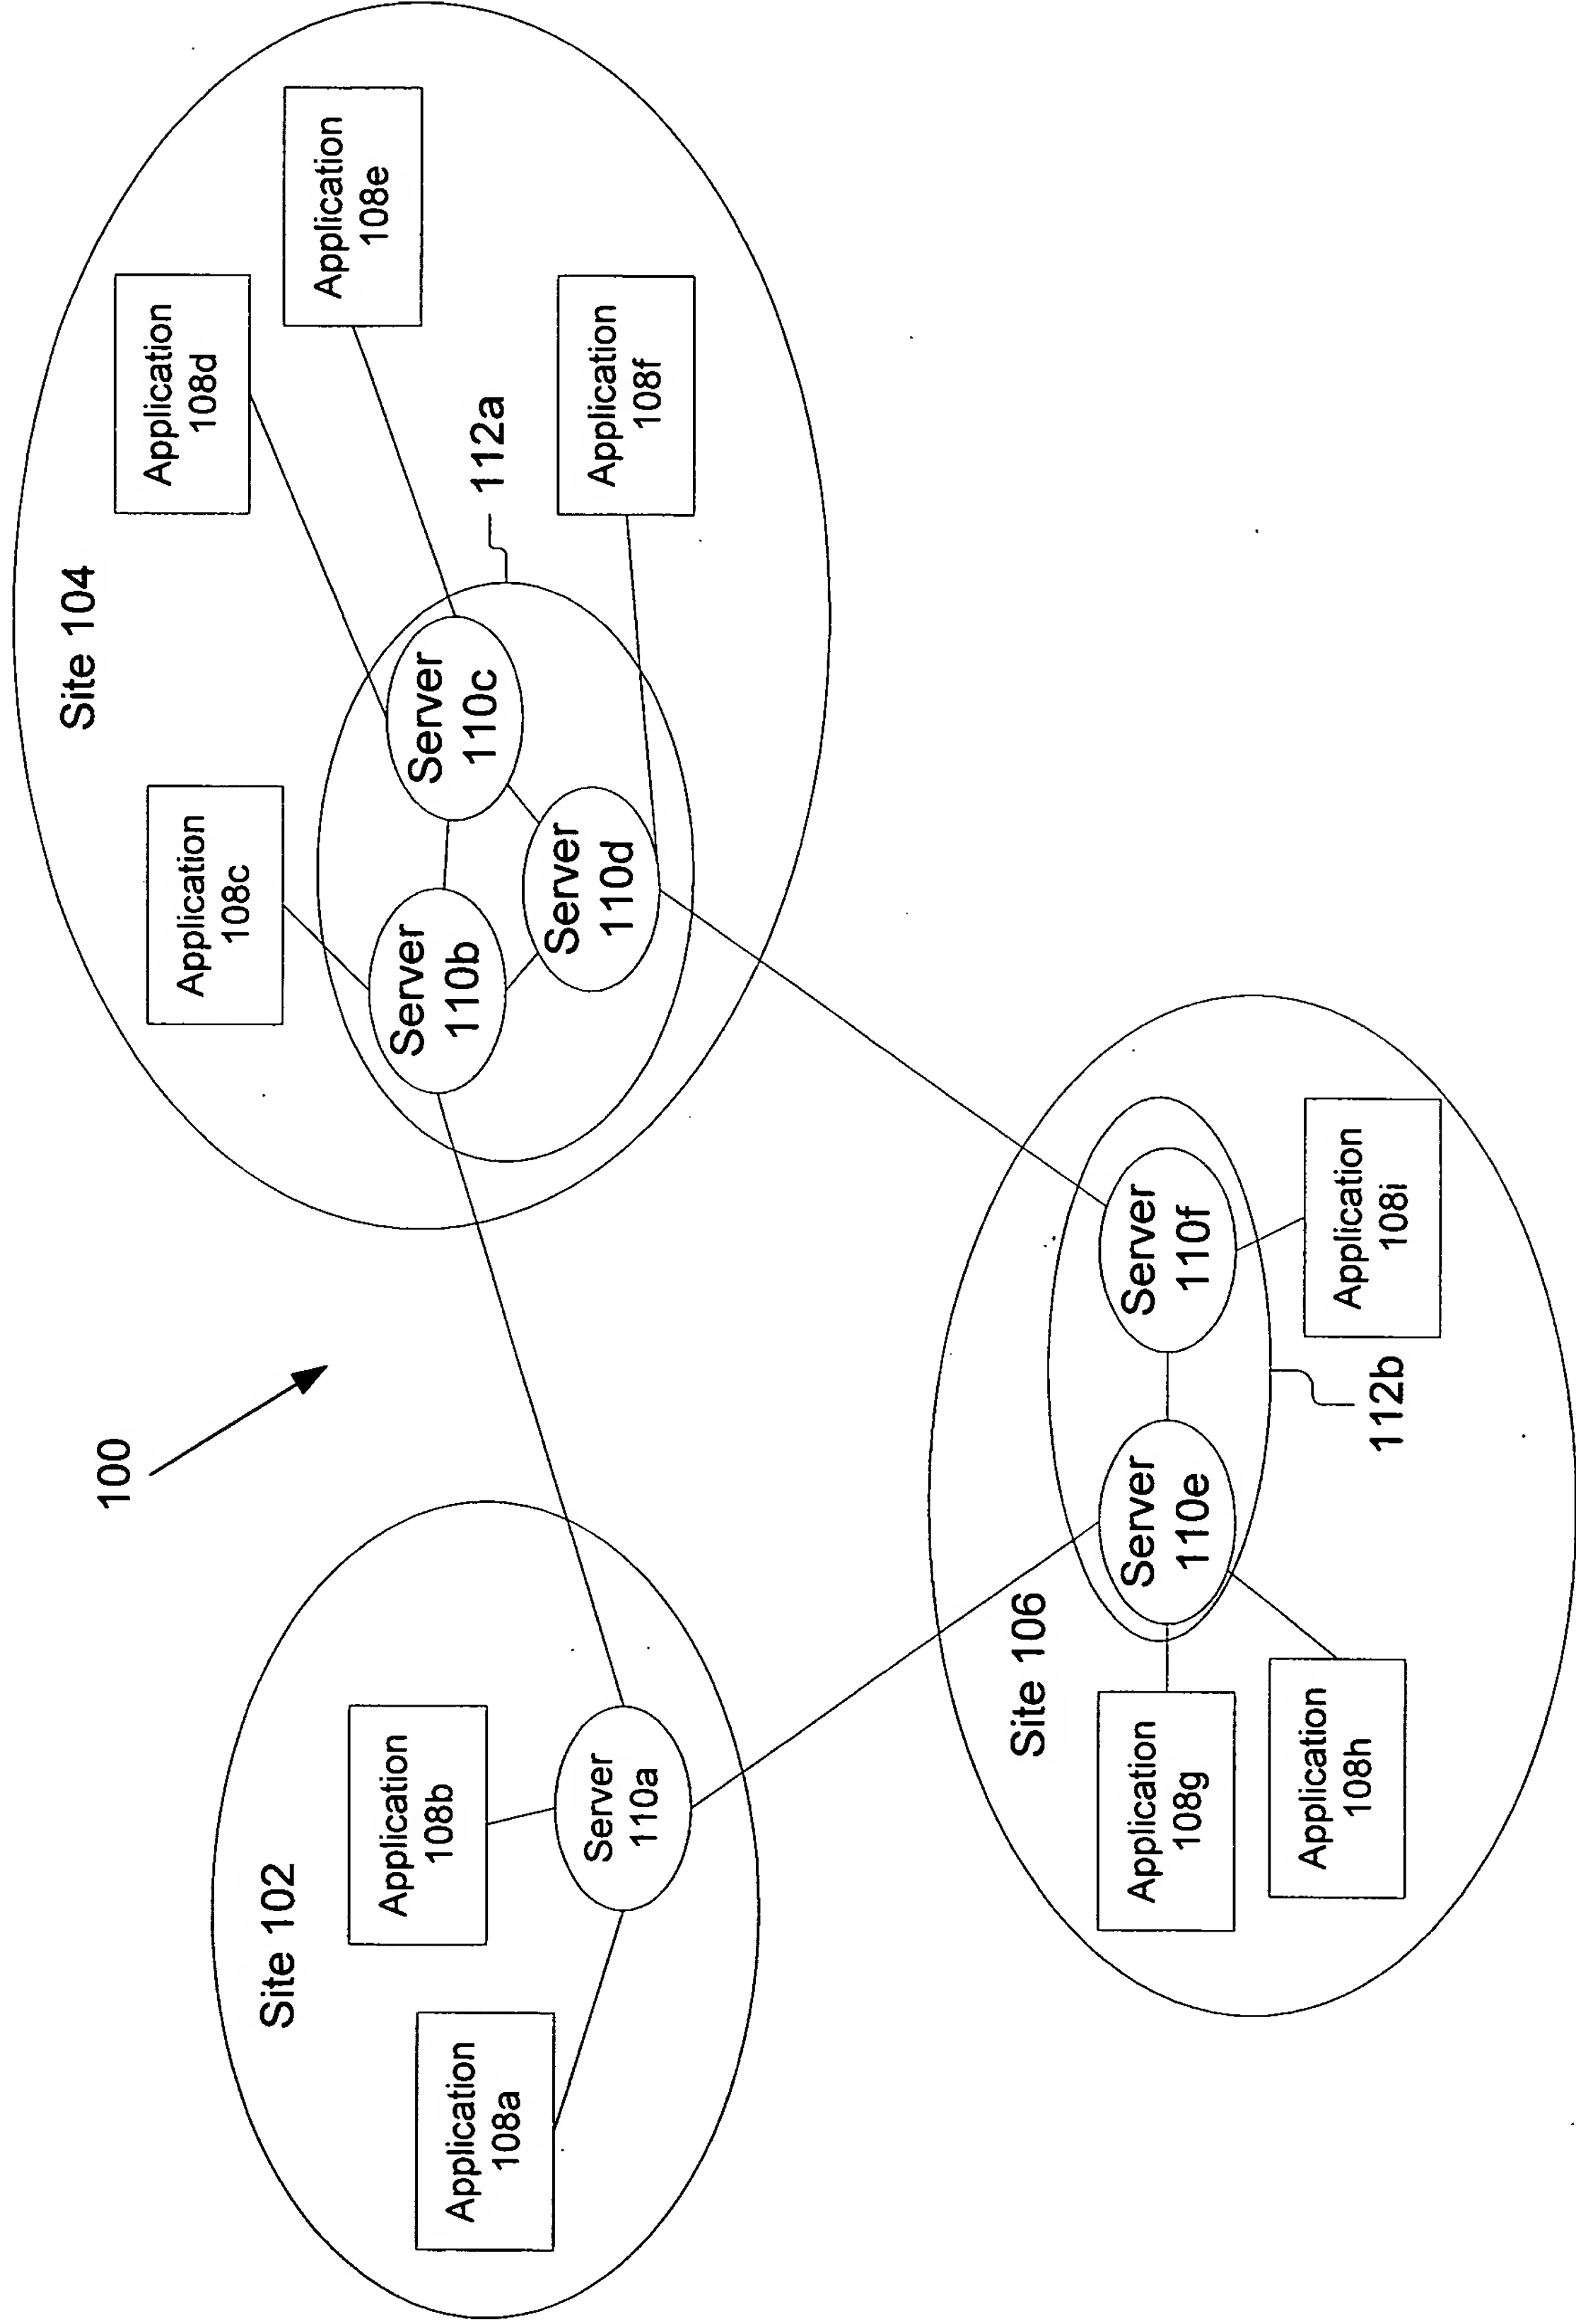 100
Site 102
Application
108a
Application
108b
Server
110a
Site 104
Application
108c
Application
108d
Application
108e
Application
108f
112a
Server
110b
Server
110c
Server
110d
Site 106
Application
108g
Application
108h
Server
110e
Server
110f
Application
108i
112b